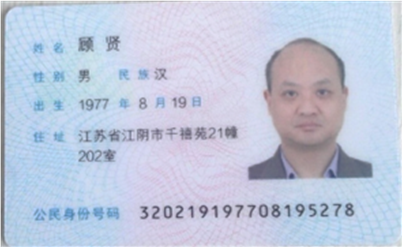 姓名 顾贤
性别 男 民族 汉
出生 1977 年 8 月 19 日
住址 江苏省江阴市千禧苑21幢
202室
公民身份号码 320219197708195278